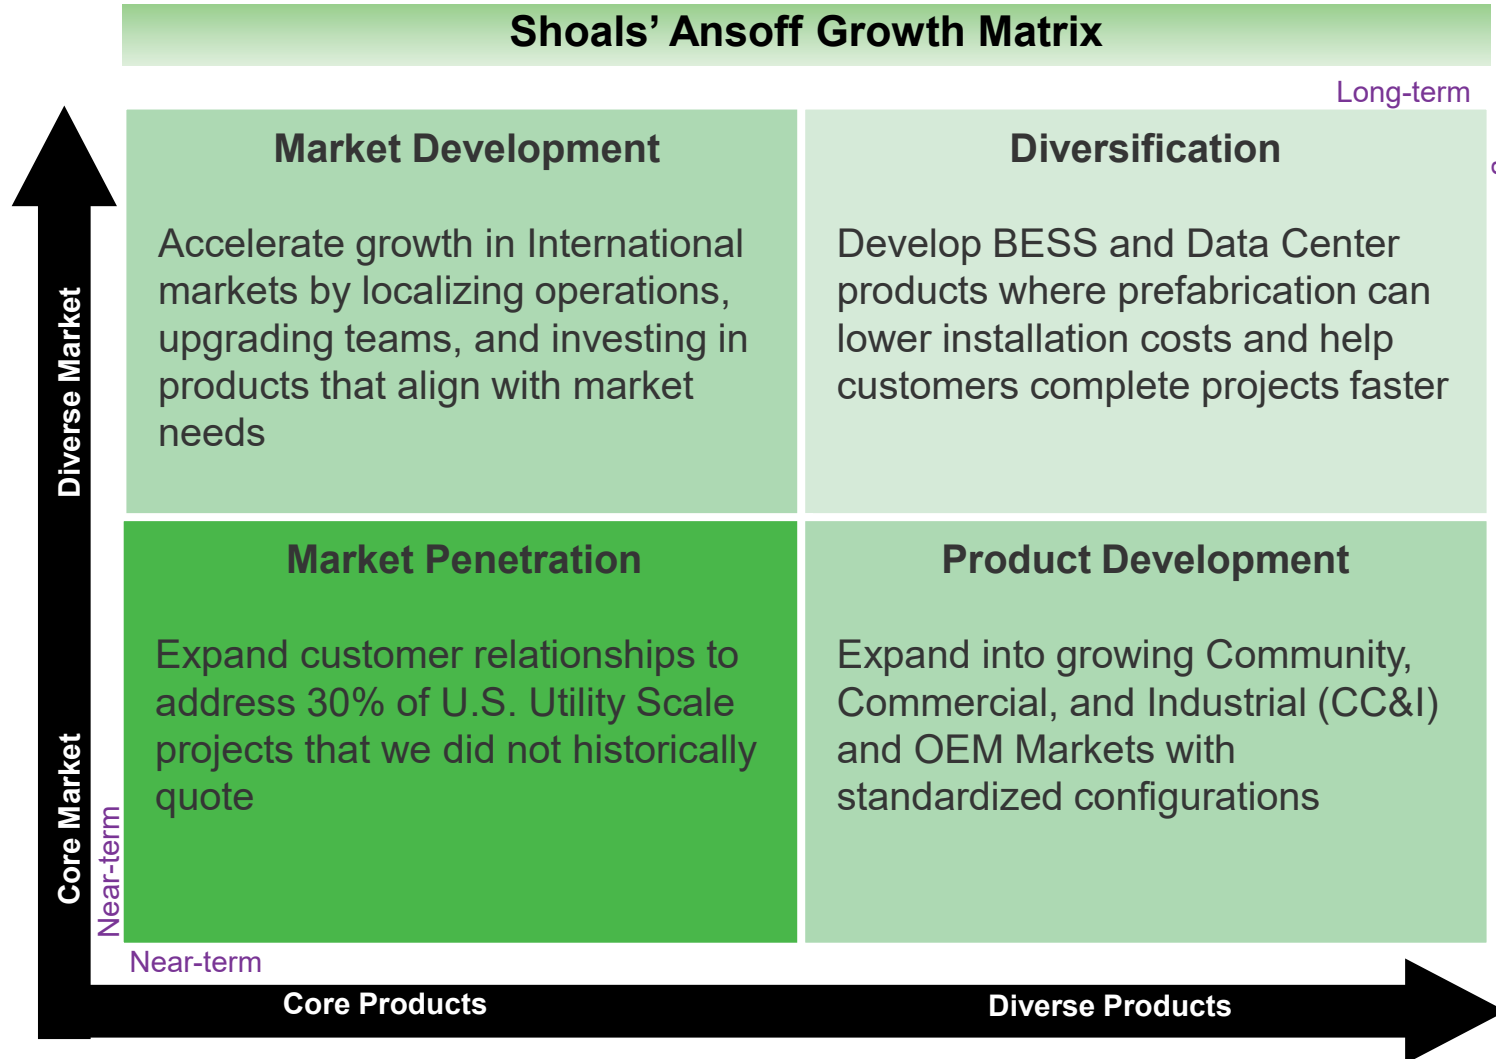 Shoals’ Ansoff Growth Matrix
Long-term
Market Development
Accelerate growth in International
markets by localizing operations,
upgrading teams, and investing in
products that align with market
needs
Diversification
Develop BESS and Data Center
products where prefabrication can
lower installation costs and help
customers complete projects faster
Diverse Market
Market Penetration
Expand customer relationships to
address 30% of U.S. Utility Scale
projects that we did not historically
quote
Product Development
Expand into growing Community,
Commercial, and Industrial (CC&I)
and OEM Markets with
standardized configurations
Core Market
Near-term
Near-term
Core Products
Diverse Products